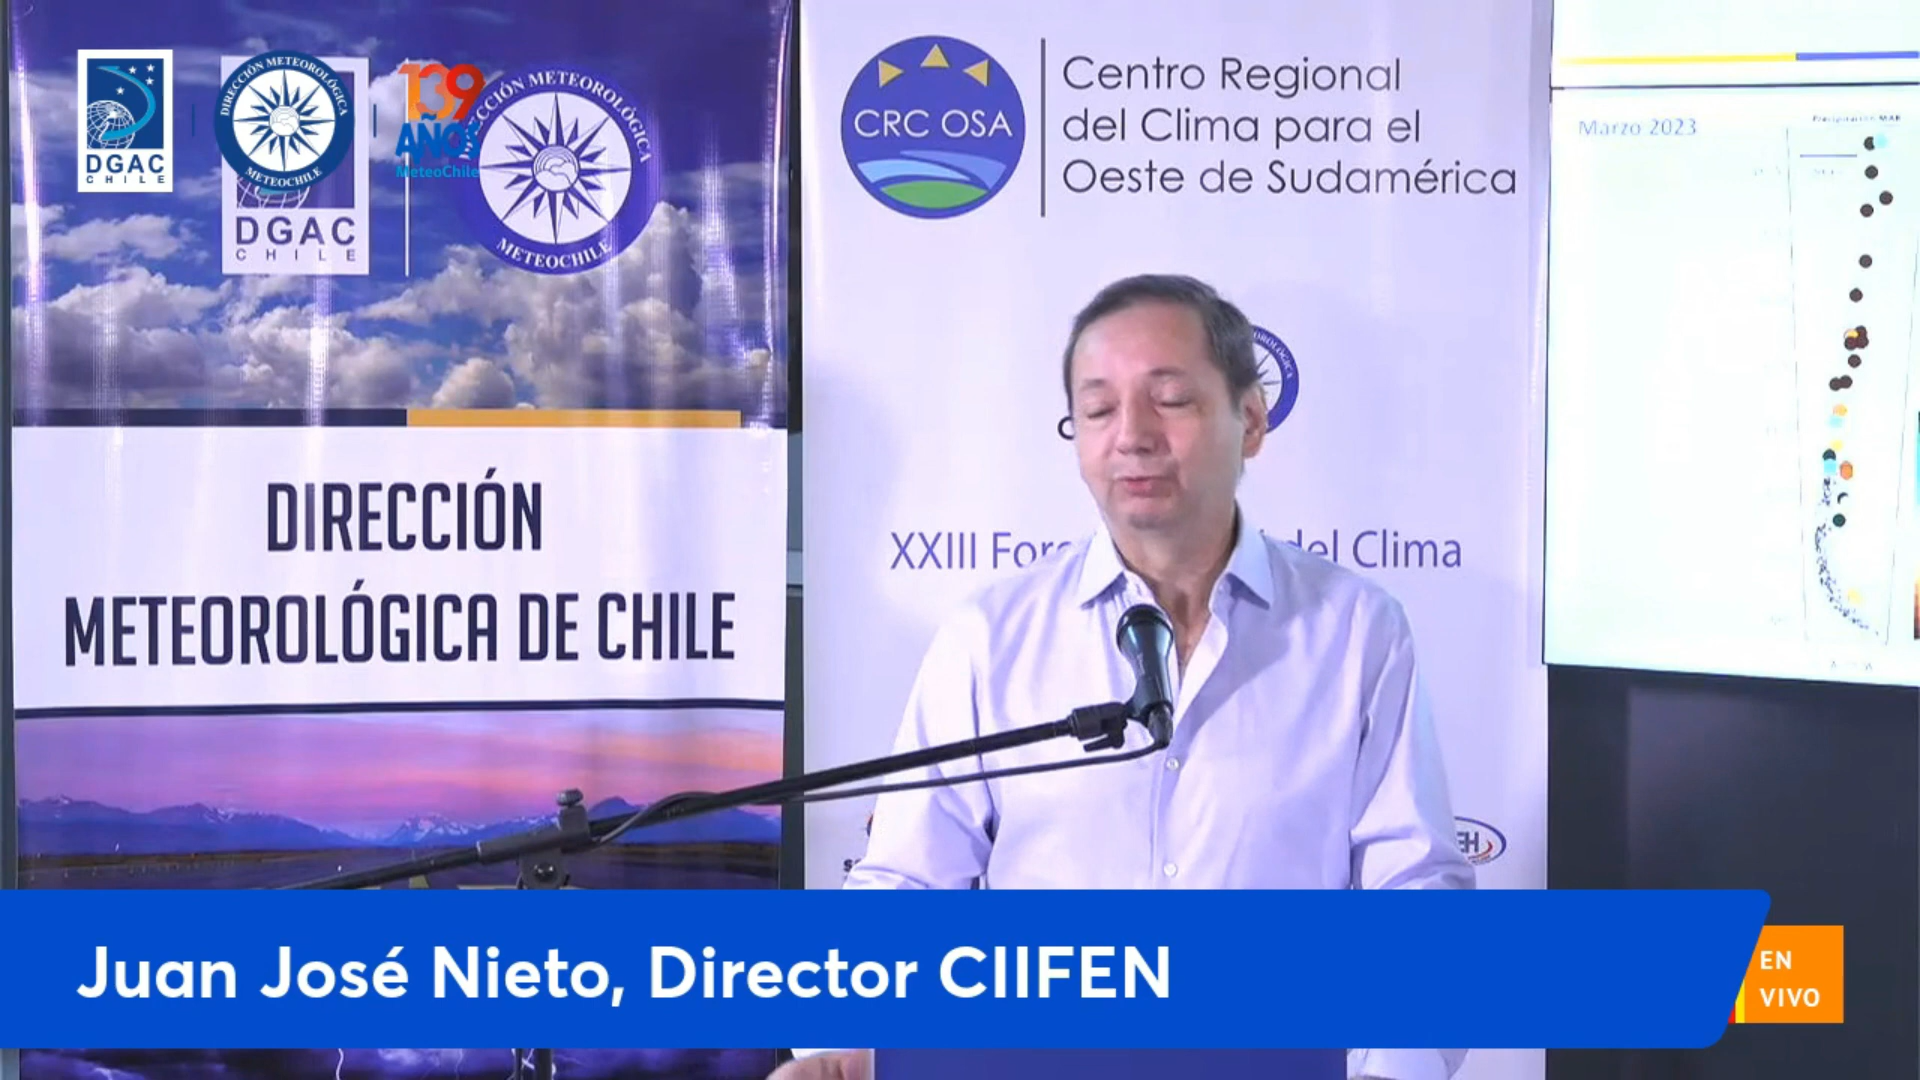 DGAC
CHILE
DIRECCIÓN METEOROLÓGICA
METEOCHILE
139
AÑOS
MeteoChile
DGAC
CHILE
METEOROLÓGICA
METEOCHILE
DIRECCIÓN
METEOROLÓGICA DE CHILE
CRC OSA
Centro Regional
del Clima para el
Oeste de Sudamérica
XXIII
del Clima
Marzo 2023
Juan José Nieto, Director CIIFEN
EN
VIVO